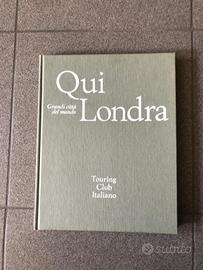 Qui
Grandi città
del mondo
Londra
Touring
Club
Italiano
subito